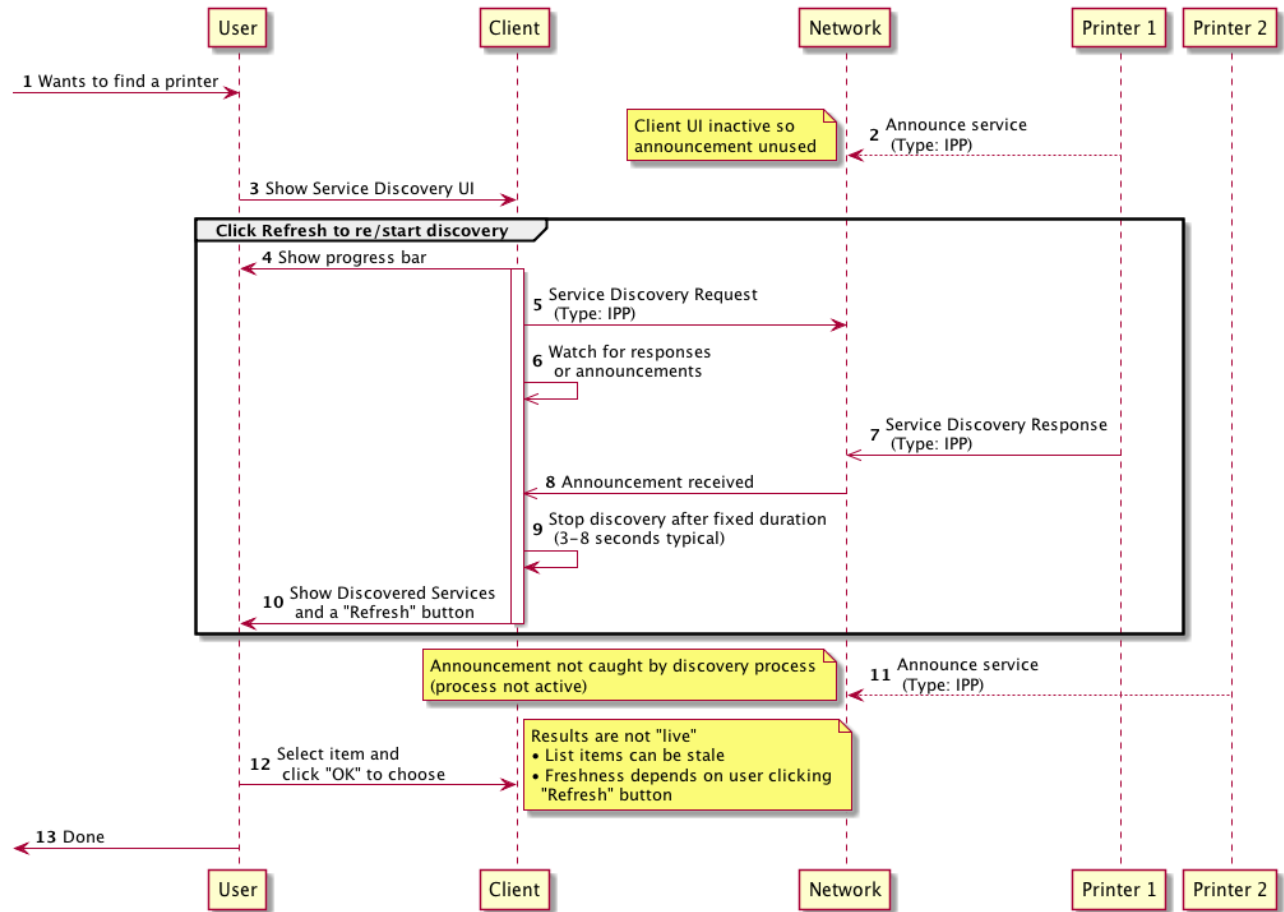 User
Client
Network
Printer 1
Printer 2
1 Wants to find a printer
Client UI inactive so
announcement unused
2 Announce service
(Type: IPP)
3 Show Service Discovery UI
Click Refresh to re/start discovery
4 Show progress bar
5 Service Discovery Request
(Type: IPP)
6 Watch for responses
or announcements
7 Service Discovery Response
(Type: IPP)
8 Announcement received
9 Stop discovery after fixed duration
(3-8 seconds typical)
10 Show Discovered Services
and a "Refresh" button
Announcement not caught by discovery process
(process not active)
11 Announce service
(Type: IPP)
12 Select item and
click "OK" to choose
Results are not "live"
• List items can be stale
• Freshness depends on user clicking
"Refresh" button
13 Done
User
Client
Network
Printer 1
Printer 2